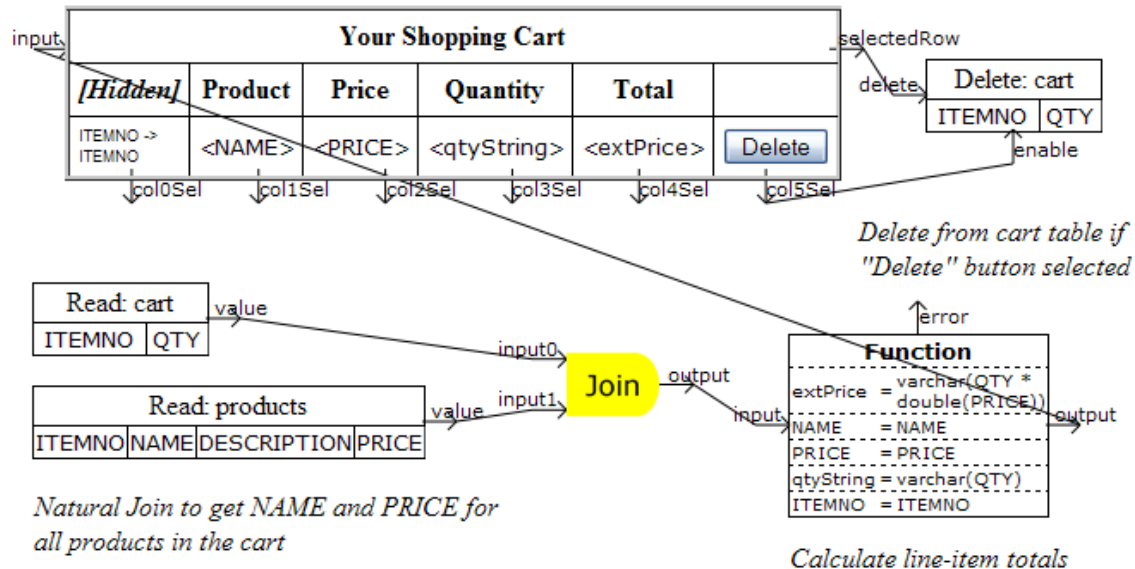 input
Your Shopping Cart
selectedRow
[Hidden] Product Price Quantity Total
ITEMNO ->
ITEMNO
<NAME> <PRICE> <qtyString> <extPrice> Delete
delete
Delete: cart
ITEMNO QTY
enable
col0Sel col1Sel col2Sel col3Sel col4Sel col5Sel
Delete from cart table if
"Delete" button selected
Read: cart
ITEMNO QTY
value
input0
Read: products
ITEMNO NAME DESCRIPTION PRICE
value
input1
Join
output
error
input
Function
extPrice = varchar(QTY *
double(PRICE))
NAME = NAME
PRICE = PRICE
qtyString = varchar(QTY)
ITEMNO = ITEMNO
output
Natural Join to get NAME and PRICE for
all products in the cart
Calculate line-item totals